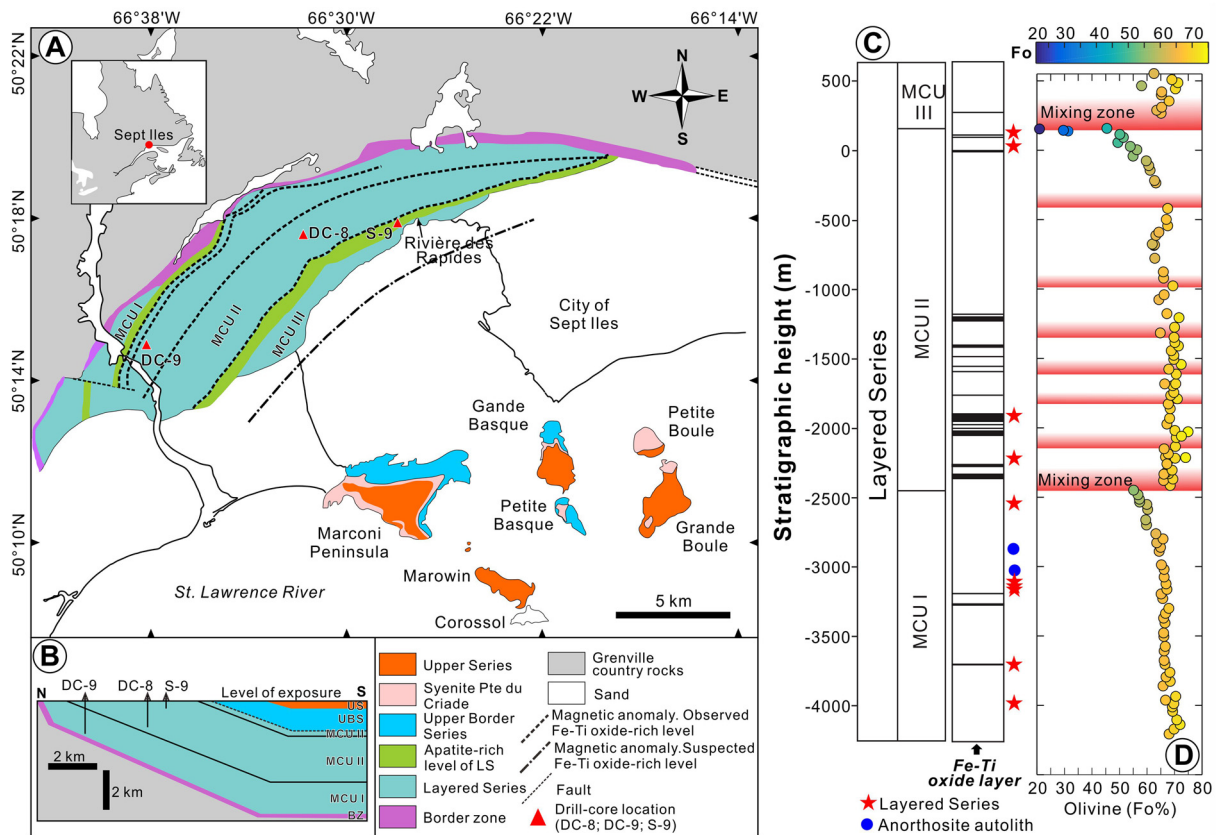 66°38'W
66°30'W
66°22'W
66°14'W
A
50°22'N
50°18'N
50°14'N
50°10'N
Sept Iles
N
W
E
S
DC-8
S-9
Rivière des
Rapides
MCU I
MCU II
MCU III
DC-9
City of
Sept Iles
Gande
Basque
Petite
Boule
Petite
Basque
Grande
Boule
Marconi
Peninsula
Marowin
St. Lawrence River
Corossol
5 km
B
N
DC-9
DC-8
S-9
Level of exposure
S
US
UBS
MCU II
MCU II
MCU I
BZ
2 km
2 km
Upper Series
Syenite Pte du
Criade
Upper Border
Series
Apatite-rich
level of LS
Layered Series
Border zone
Grenville
country rocks
Sand
Magnetic anomaly. Observed
Fe-Ti oxide-rich level
Magnetic anomaly.Suspected
Fe-Ti oxide-rich level
Fault
Drill-core location
(DC-8; DC-9; S-9)
C
Stratigraphic height (m)
500
0
-500
-1000
-1500
-2000
-2500
-3000
-3500
-4000
Layered Series
MCU
III
MCU II
MCU I
Fe-Ti
oxide layer
Layered Series
Anorthosite autolith
Fo
20 30 40 50 60 70
Mixing zone
Mixing zone
D
20 30 40 50 60 70 80
Olivine (Fo%)